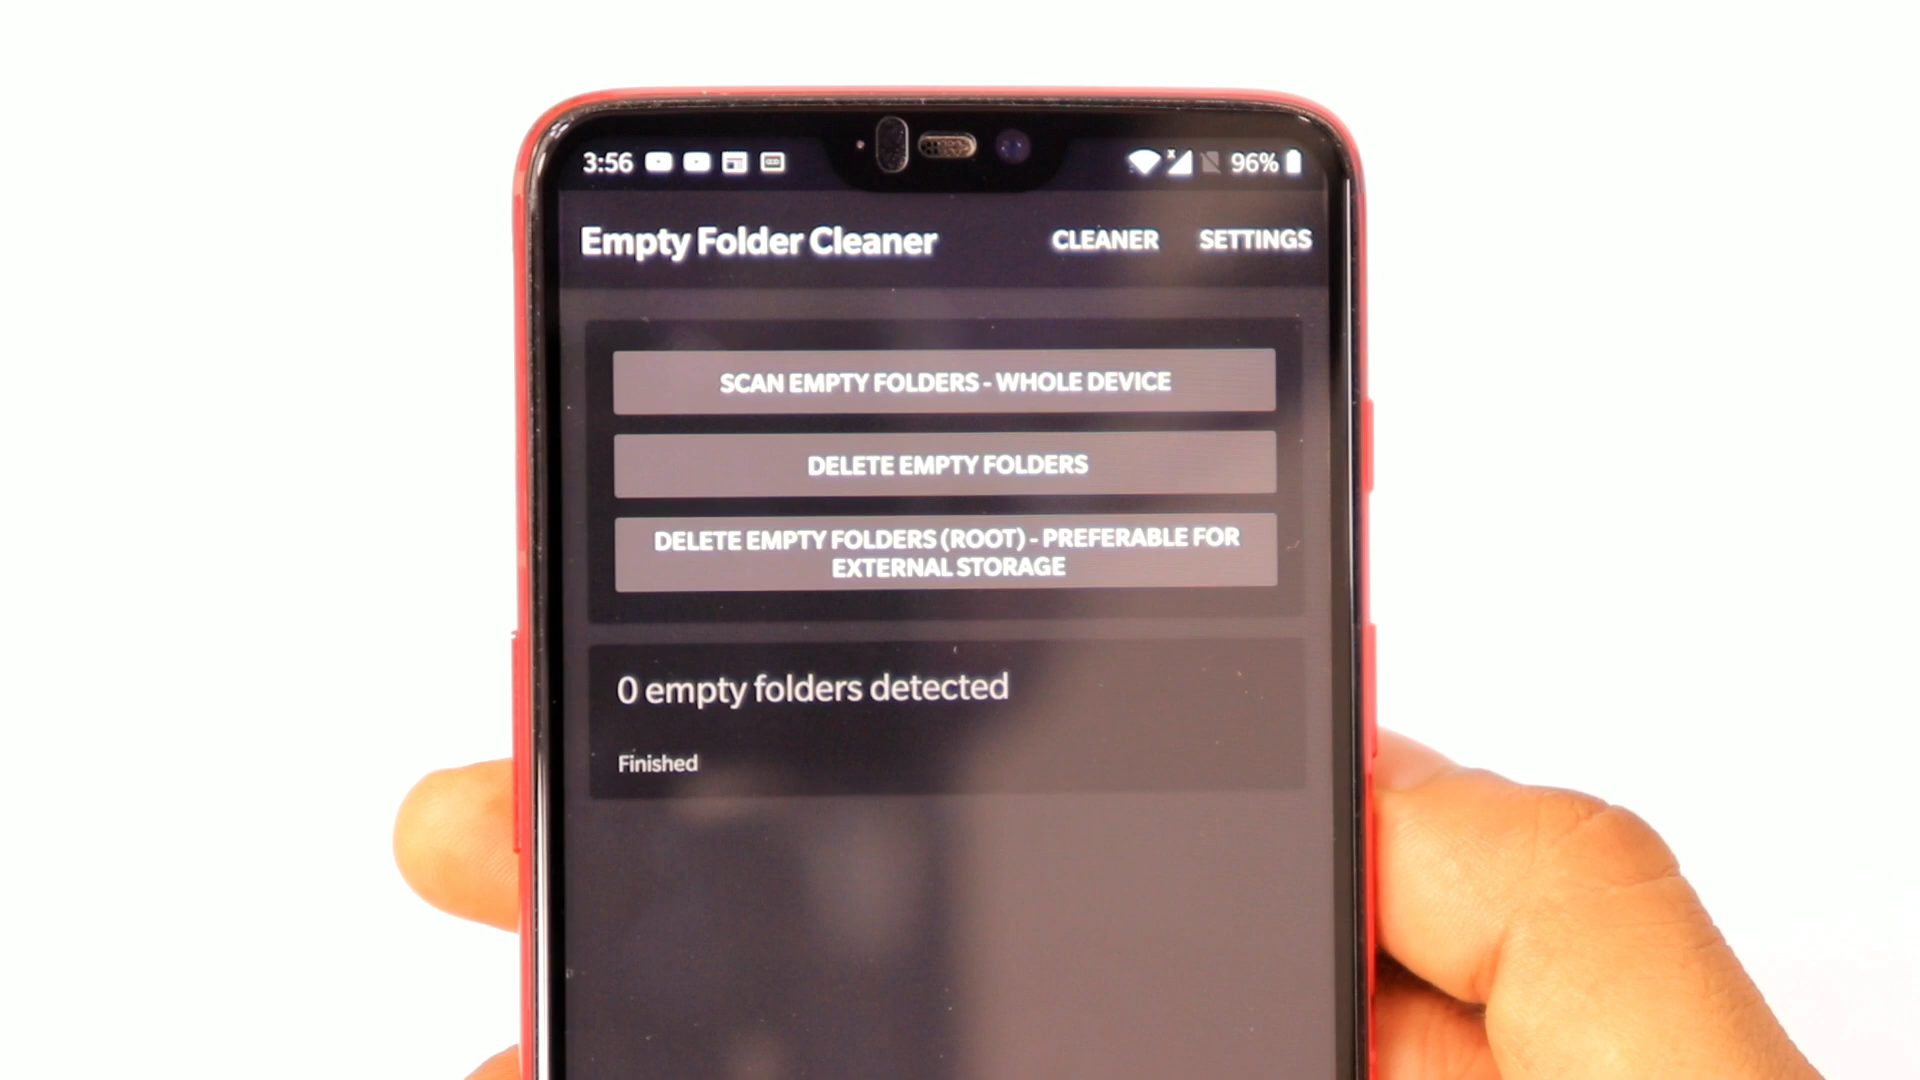 3:56
96%
Empty Folder Cleaner
CLEANER
SETTINGS
SCAN EMPTY FOLDERS - WHOLE DEVICE
DELETE EMPTY FOLDERS
DELETE EMPTY FOLDERS (ROOT) - PREFERABLE FOR
EXTERNAL STORAGE
0 empty folders detected
Finished